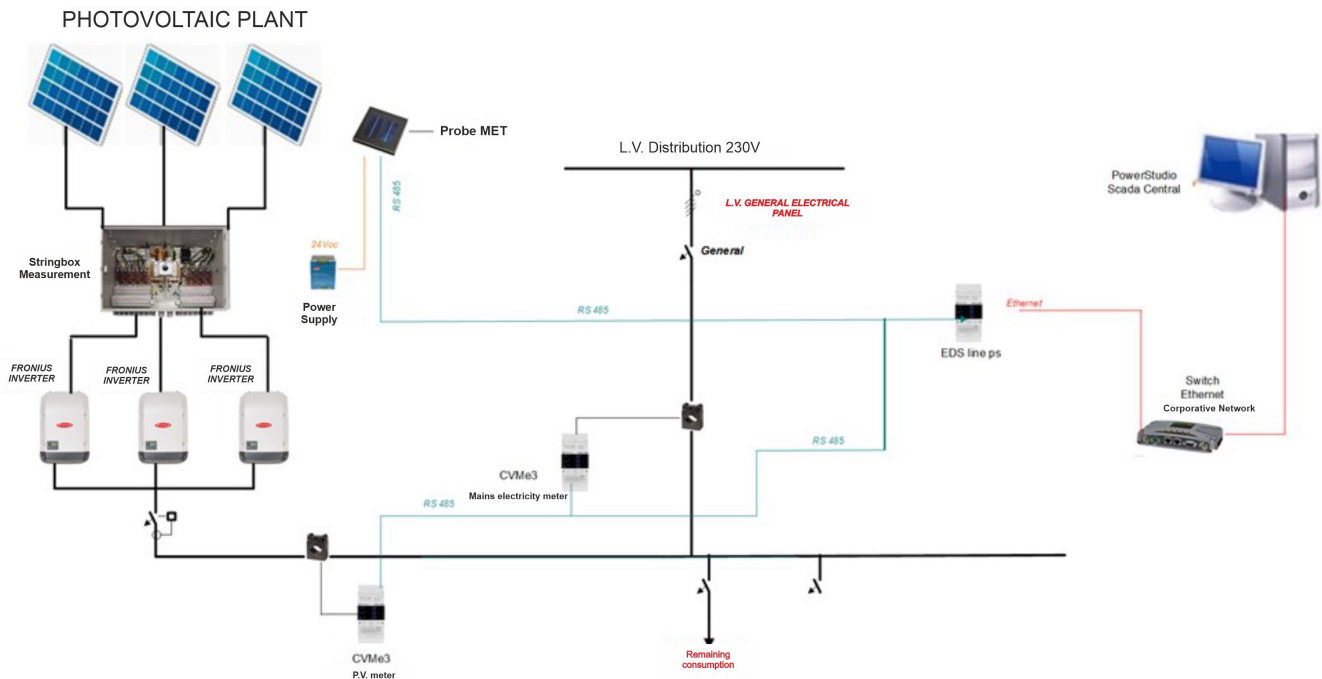 PHOTOVOLTAIC PLANT
Probe MET
L.V. Distribution 230V
RS 485
L.V. GENERAL ELECTRICAL
PANEL
PowerStudio
Scada Central
24 Vcc
General
Stringbox
Measurement
Power
Supply
RS 485
Ethernet
EDS line ps
FRONIUS
INVERTER
FRONIUS
INVERTER
FRONIUS
INVERTER
Switch
Ethernet
Corporative Network
RS 485
CVMe3
Mains electricity meter
RS 485
Remaining
consumption
CVMe3
P.V. meter